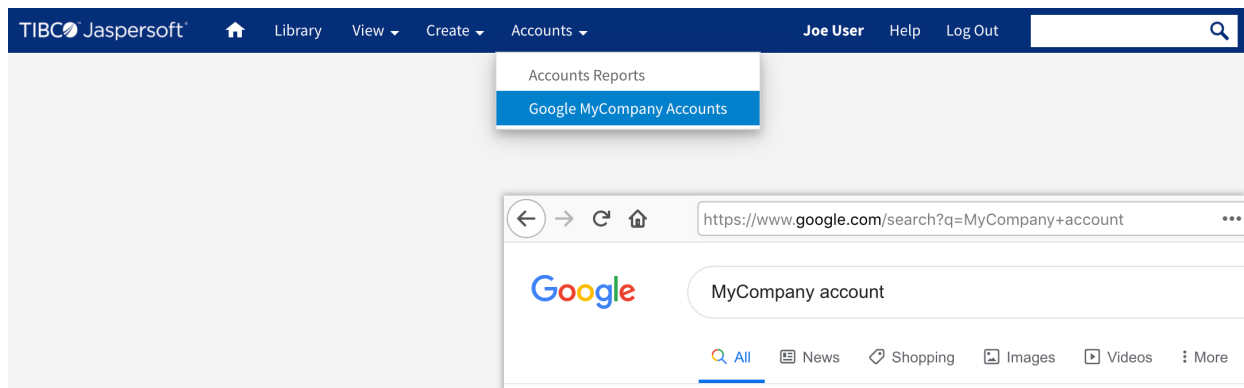 TIBCO Jaspersoft® Library View Create Accounts Joe User Help Log Out
Accounts Reports
Google MyCompany Accounts
https://www.google.com/search?q=MyCompany+account
Google MyCompany account
All News Shopping Images Videos More